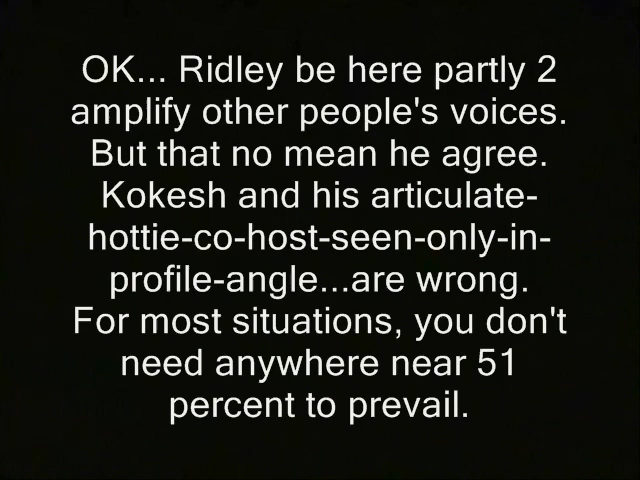 OK... Ridley be here partly 2
amplify other people's voices.
But that no mean he agree.
Kokesh and his articulate-
hottie-co-host-seen-only-in-
profile-angle...are wrong.
For most situations, you don't
need anywhere near 51
percent to prevail.